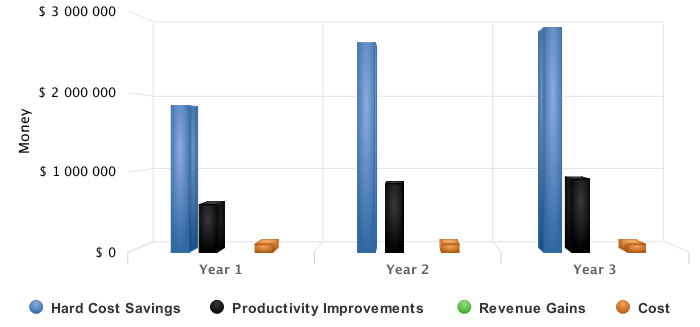 $ 3 000 000
$ 2 000 000
$ 1 000 000
$ 0
Money
Year 1 Year 2 Year 3
Hard Cost Savings Productivity Improvements Revenue Gains Cost